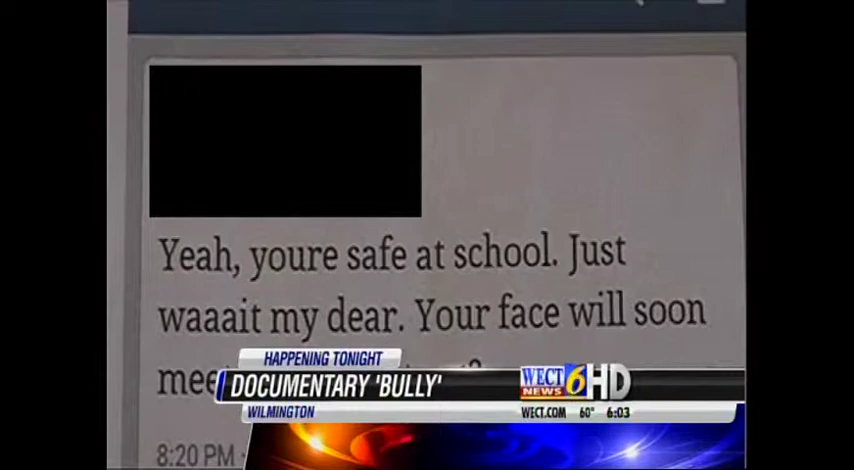 Yeah, youre safe at school. Just
waaait my dear. Your face will soon
mee
HAPPENING TONIGHT
DOCUMENTARY 'BULLY'
WECT 6 HD
NEWS
WILMINGTON
WECT.COM 60° 6:03
8:20 PM